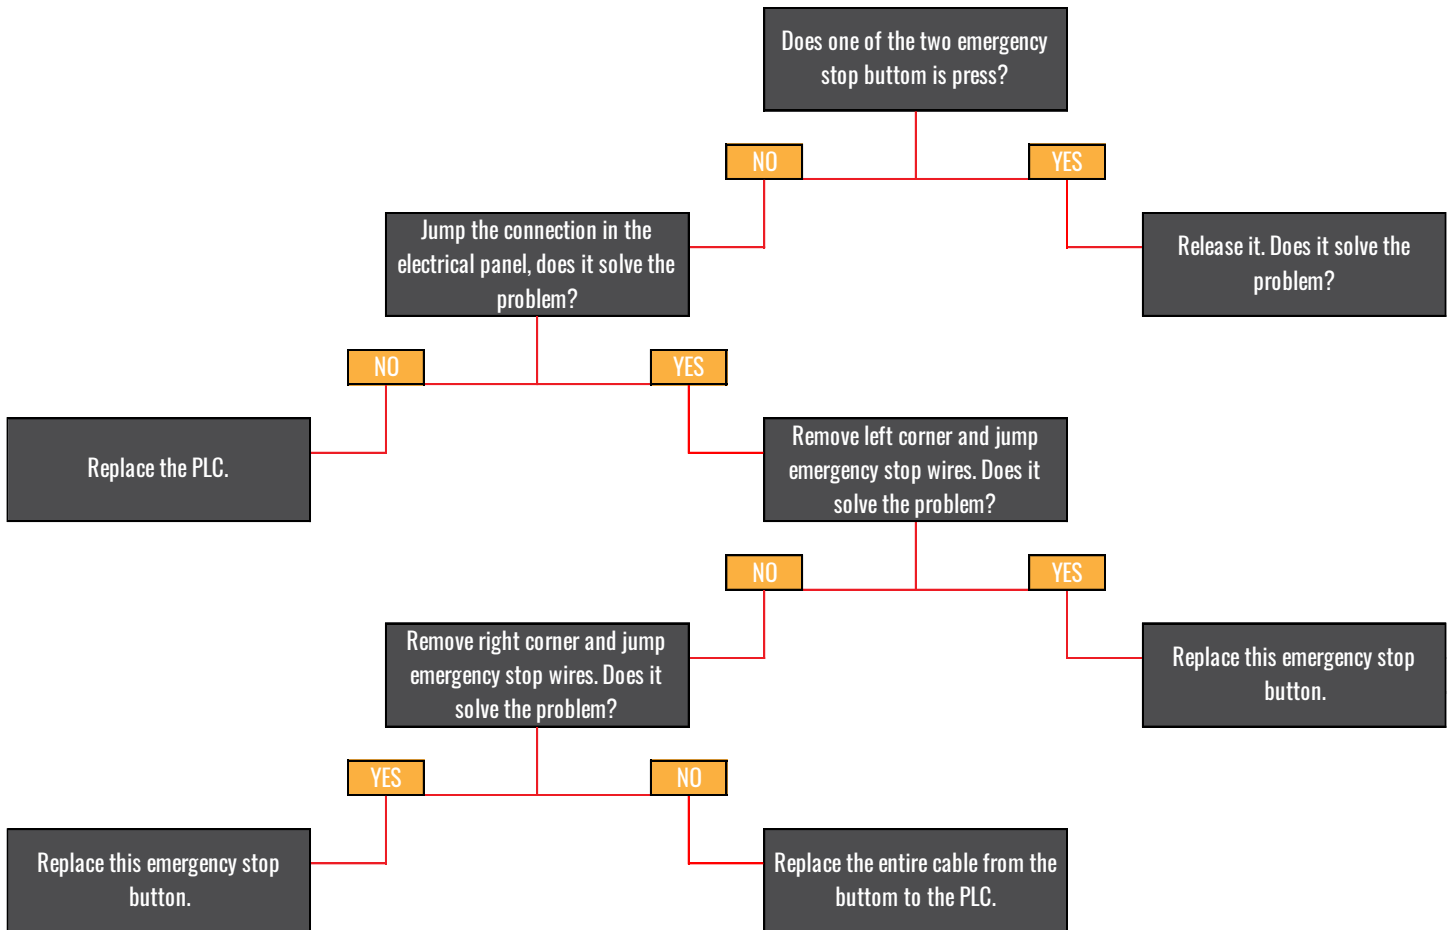 Does one of the two emergency
stop buttom is press?
NO
YES
Jump the connection in the
electrical panel, does it solve the
problem?
Release it. Does it solve the
problem?
NO
YES
Replace the PLC.
Remove left corner and jump
emergency stop wires. Does it
solve the problem?
NO
YES
Remove right corner and jump
emergency stop wires. Does it
solve the problem?
Replace this emergency stop
button.
YES
NO
Replace this emergency stop
button.
Replace the entire cable from the
buttom to the PLC.